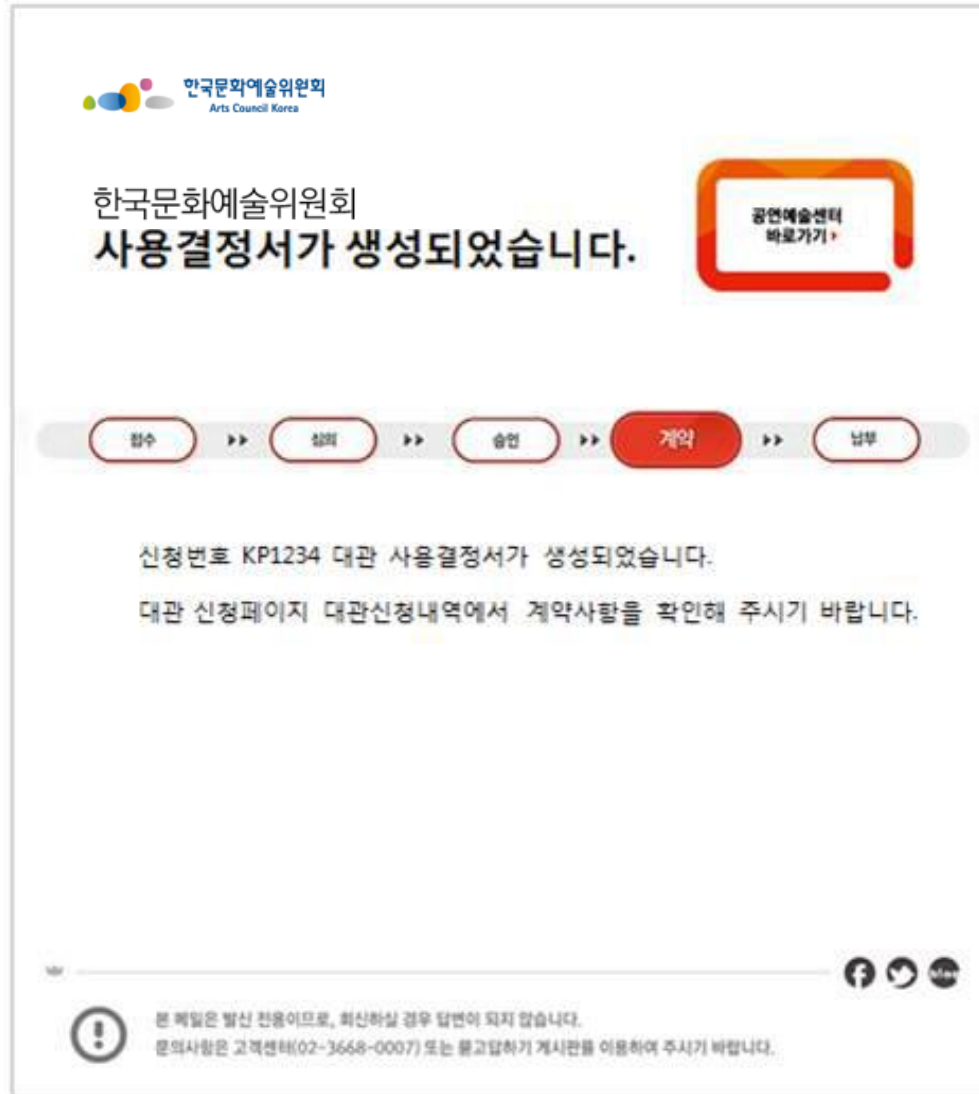 한국문화예술위원회
Arts Council Korea
한국문화예술위원회
사용결정서가 생성되었습니다.
공연예술센터
바로가기
접수
심의
승인
계약
납부
신청번호 KP1234 대관 사용결정서가 생성되었습니다.
대관 신청페이지 대관신청내역에서 계약사항을 확인해 주시기 바랍니다.
blog
본 메일은 발신 전용이므로, 회신하실 경우 답변이 되지 않습니다.
문의사항은 고객센터(02-3668-0007) 또는 묻고답하기 게시판을 이용하여 주시기 바랍니다.